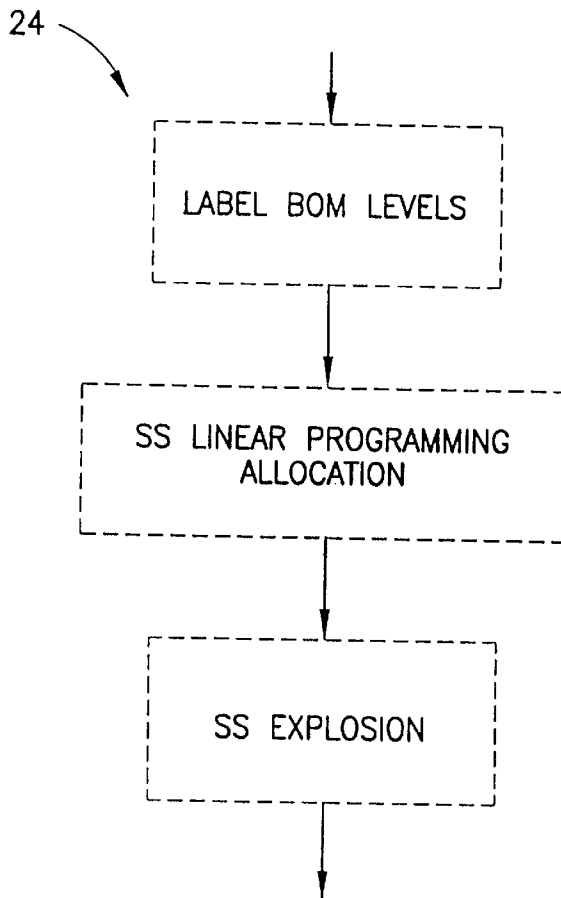 24
LABEL BOM LEVELS
SS LINEAR PROGRAMMING
ALLOCATION
SS EXPLOSION